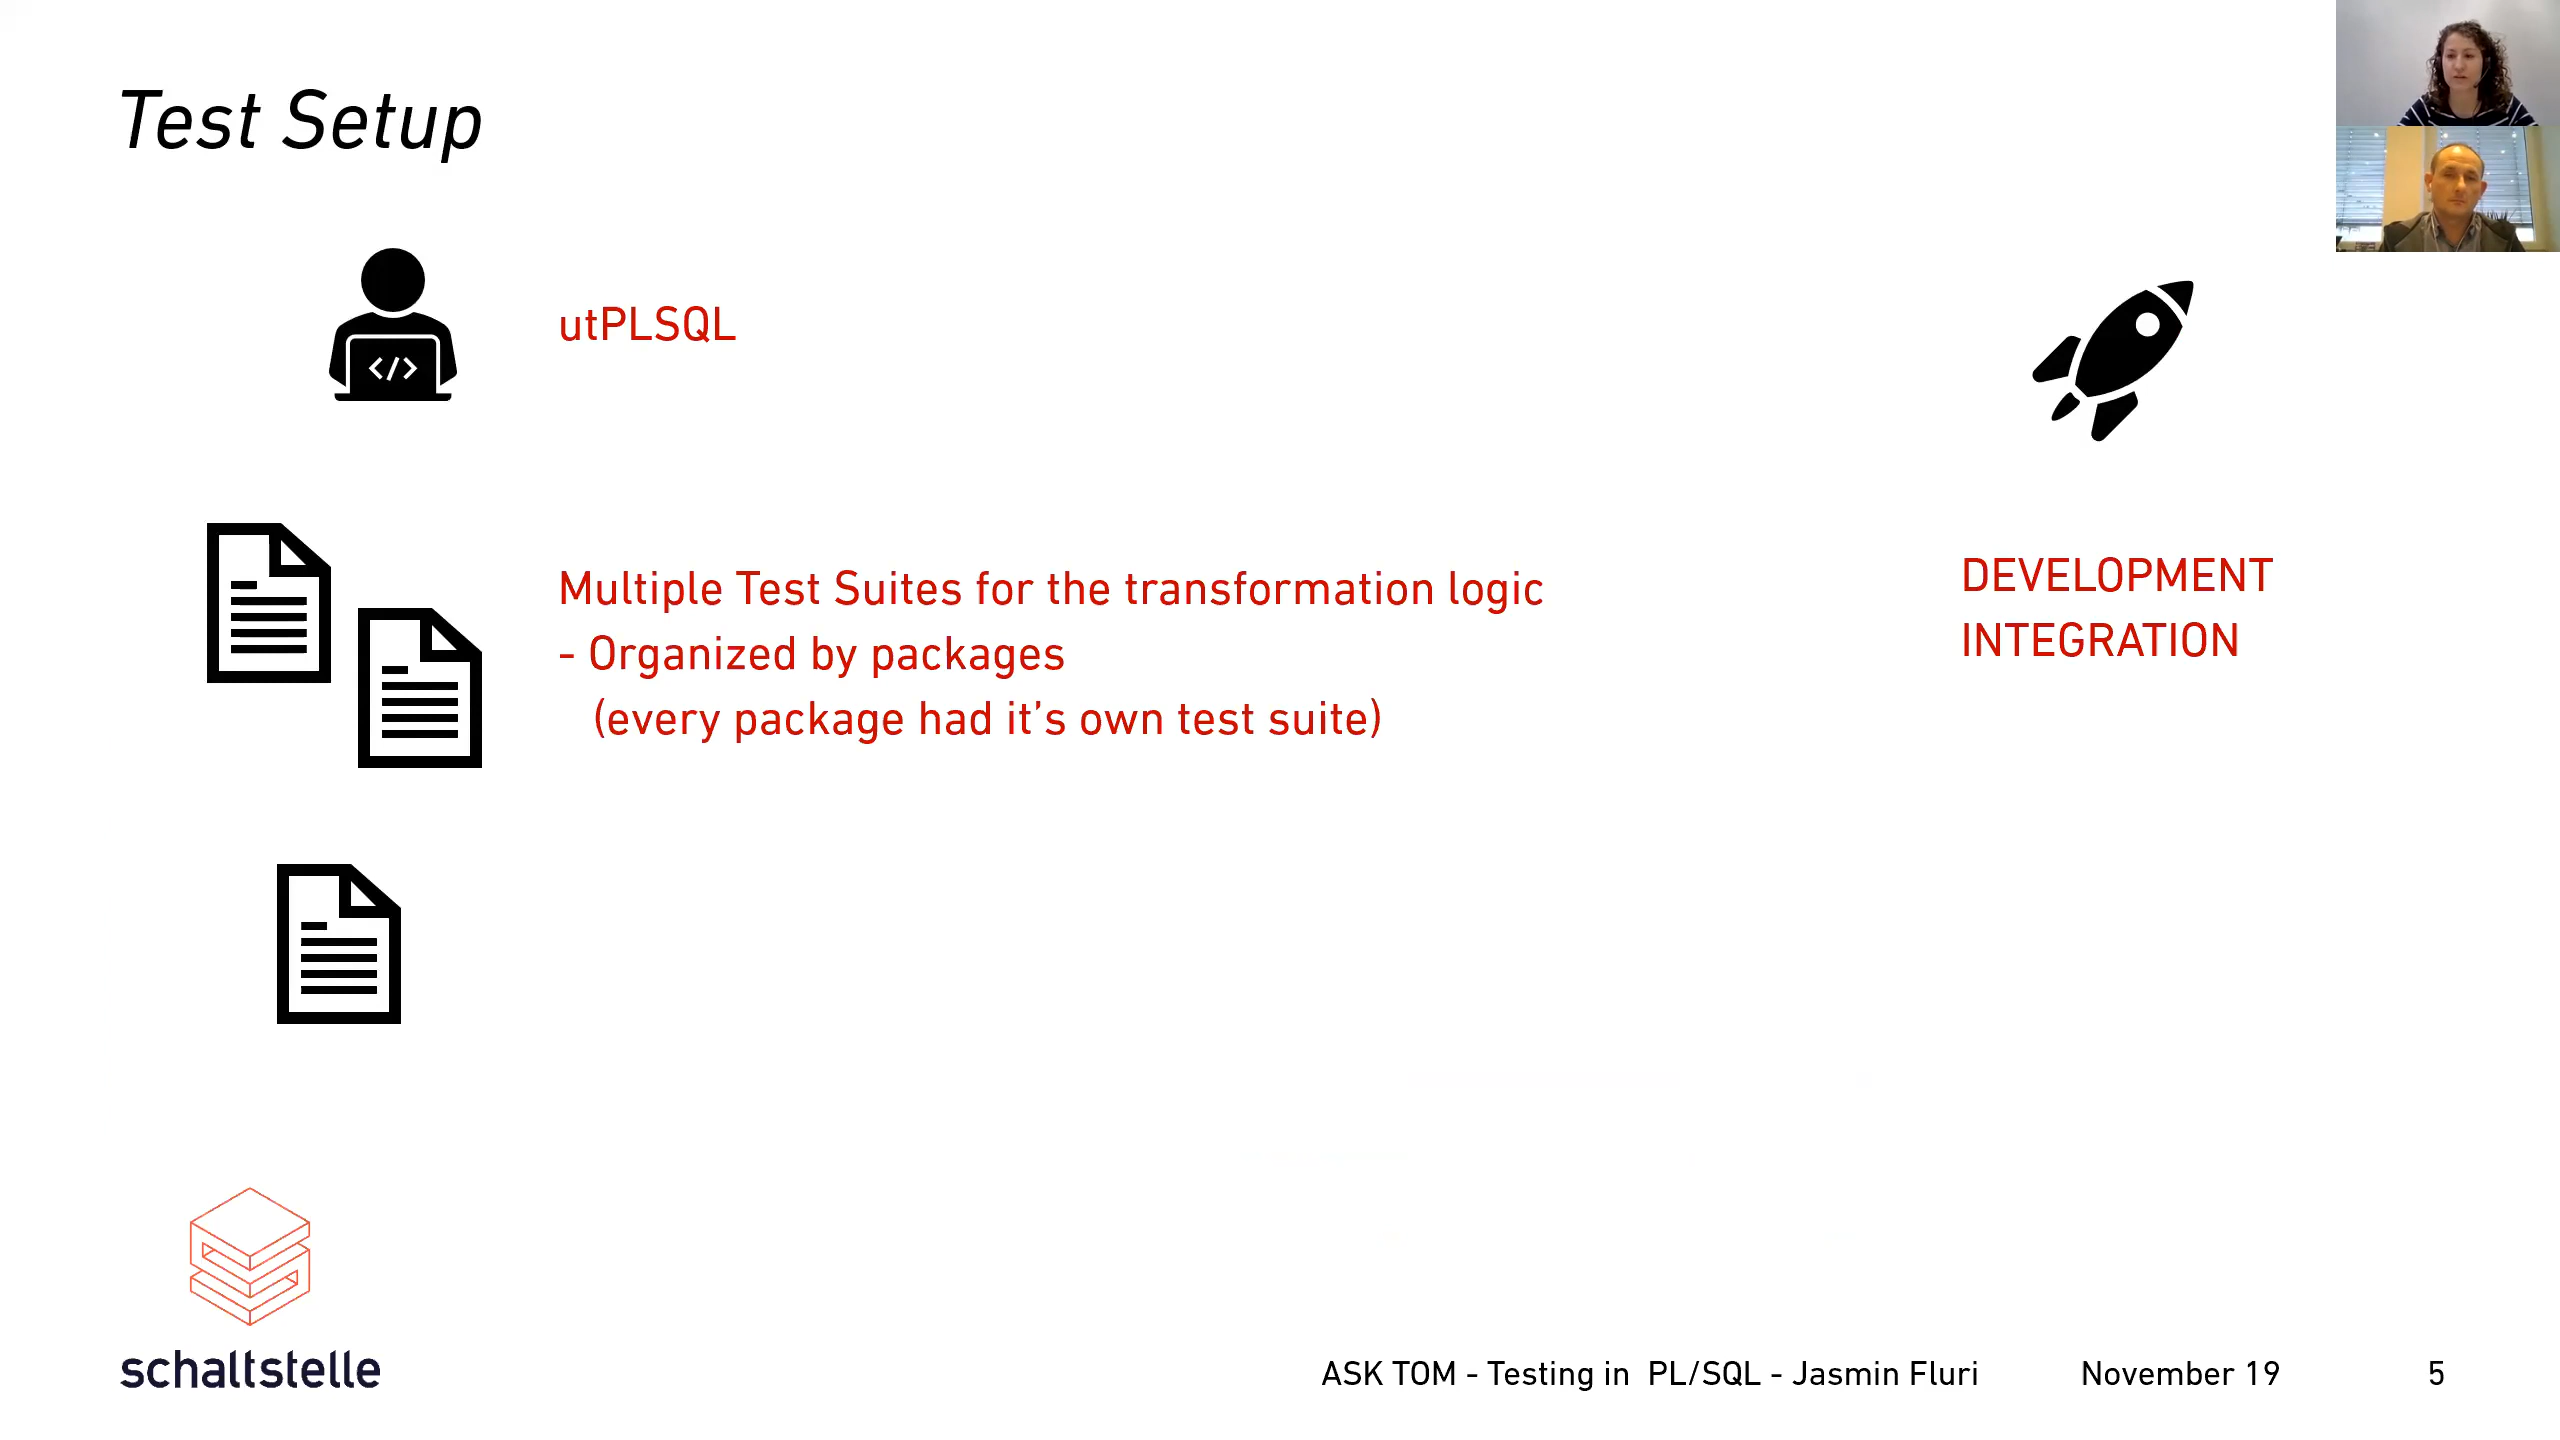 Test Setup
</>
utPLSQL
Multiple Test Suites for the transformation logic
- Organized by packages
(every package had it’s own test suite)
DEVELOPMENT
INTEGRATION
schaltstelle
ASK TOM - Testing in PL/SQL - Jasmin Fluri
November 19
5